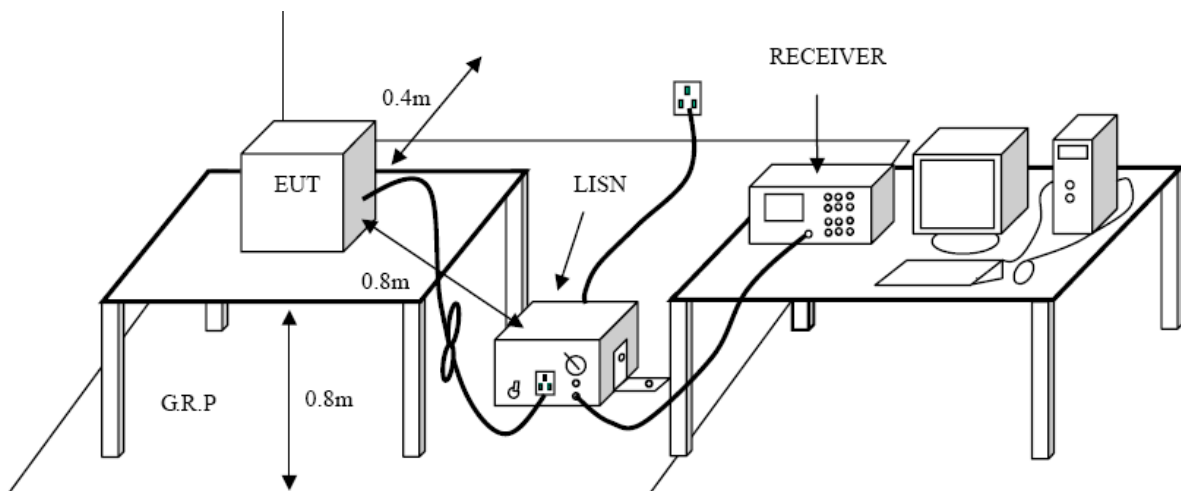 RECEIVER
0.4m
EUT
LISN
0.8m
G.R.P
0.8m